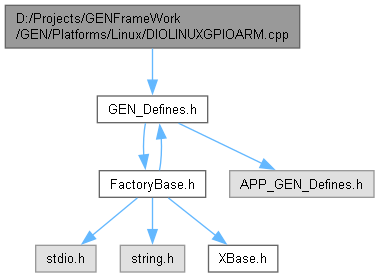 D:/Projects/GENFrameWork
/GEN/Platforms/Linux/DIOLINUXGPIOARM.cpp
GEN_Defines.h
FactoryBase.h
APP_GEN_Defines.h
stdio.h
string.h
XBase.h